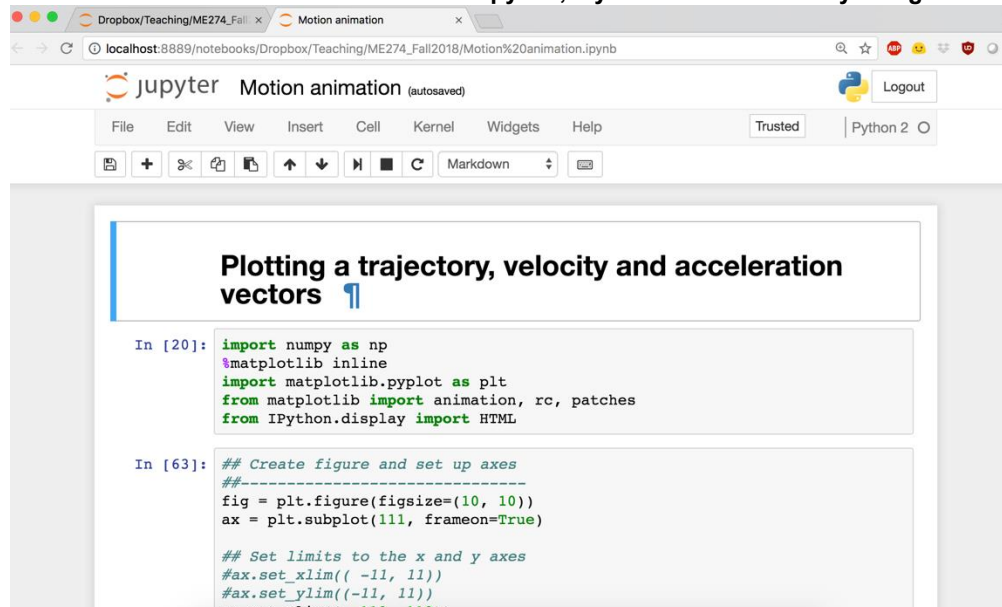 Dropbox/Teaching/ME274_Fall
Motion animation
localhost:8889/notebooks/Dropbox/Teaching/ME274_Fall2018/Motion%20animation.ipynb
ABP
jupyter Motion animation (autosaved)
Logout
File Edit View Insert Cell Kernel Widgets Help
Trusted
Python 2
Markdown
Plotting a trajectory, velocity and acceleration
vectors ¶
In [20]: import numpy as np
%matplotlib inline
import matplotlib.pyplot as plt
from matplotlib import animation, rc, patches
from IPython.display import HTML
In [63]: ## Create figure and set up axes
##-------------------------------
fig = plt.figure(figsize=(10, 10))
ax = plt.subplot(111, frameon=True)
## Set limits to the x and y axes
#ax.set_xlim(( -11, 11))
#ax.set_ylim((-11, 11))